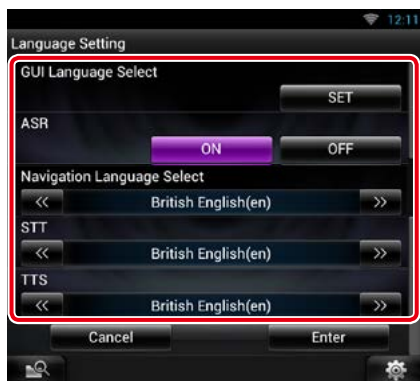 12:11
Language Setting
GUI Language Select
SET
ASR
ON OFF
Navigation Language Select
<< British English(en) >>
STT
<< British English(en) >>
TTS
<< British English(en) >>
Cancel Enter